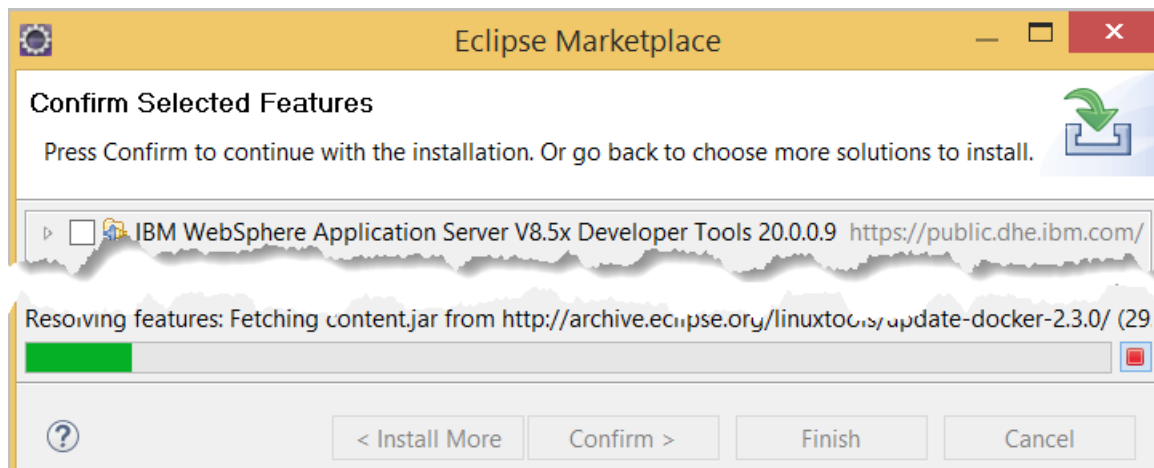 Eclipse Marketplace
Confirm Selected Features
Press Confirm to continue with the installation. Or go back to choose more solutions to install.
IBM WebSphere Application Server V8.5x Developer Tools 20.0.0.9 https://public.dhe.ibm.com/
Resolving features: Fetching content.jar from http://archive.eclipse.org/linuxtools/update-docker-2.3.0/ (29
?
< Install More
Confirm >
Finish
Cancel